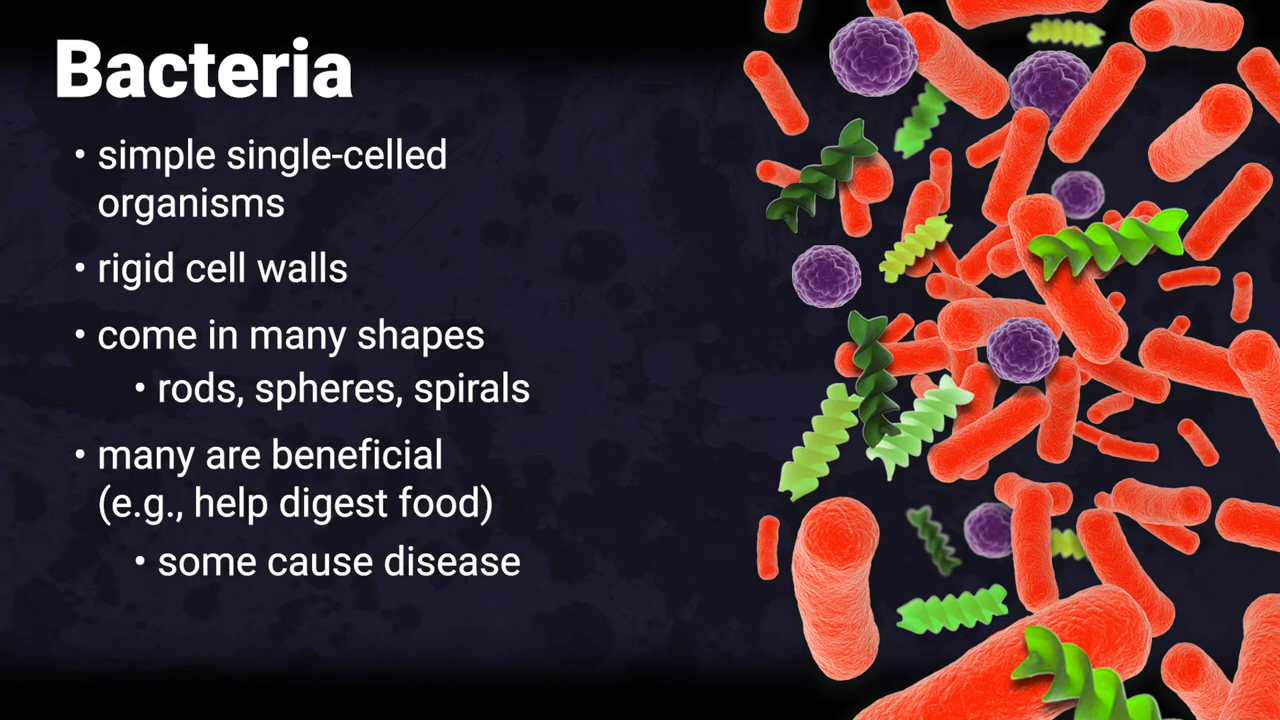 Bacteria
• simple single-celled
organisms
• rigid cell walls
• come in many shapes
• rods, spheres, spirals
• many are beneficial
(e.g., help digest food)
• some cause disease